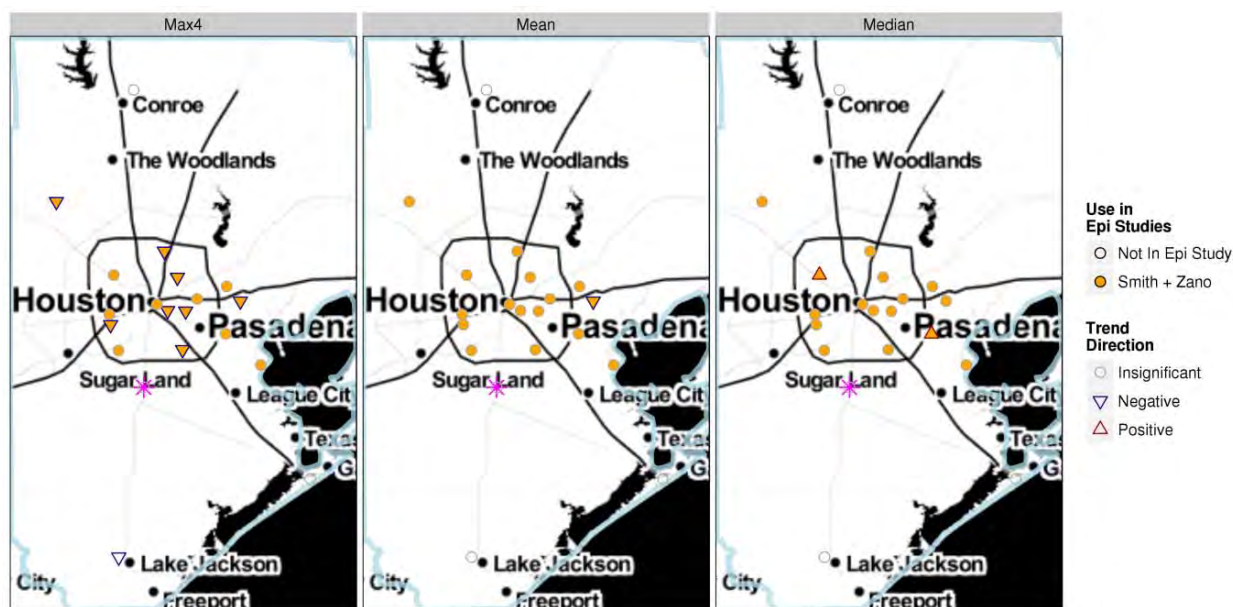 Max4
Conroe
The Woodlands
Houston
Pasadena
Sugar Land
League City
Texas
G
Lake Jackson
City
Freeport
Mean
Conroe
The Woodlands
Houston
Pasadena
Sugar Land
League City
Texas
G
Lake Jackson
City
Freeport
Median
Conroe
The Woodlands
Houston
Pasadena
Sugar Land
League City
Texa
G
Lake Jackson
City
Freeport
Use in
Epi Studies
Not In Epi Study
Smith + Zano
Trend
Direction
Insignificant
Negative
Positive